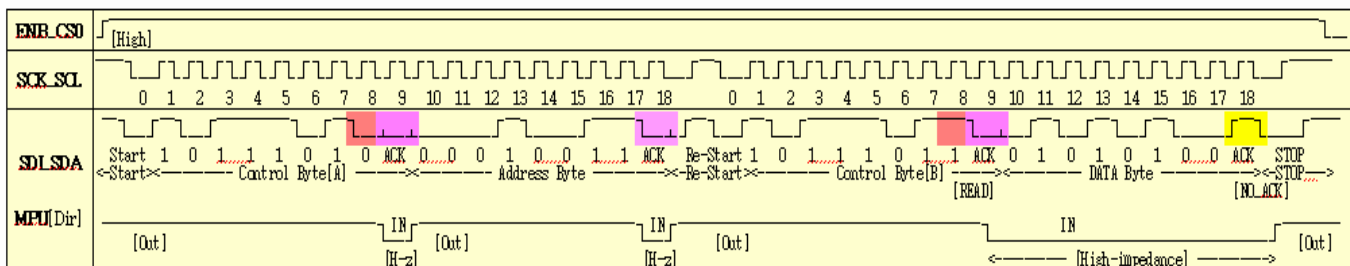 ENB_CS0 [High]
SCK_SCL
0 1 2 3 4 5 6 7 8 9 10 11 12 13 14 15 16 17 18 0 1 2 3 4 5 6 7 8 9 10 11 12 13 14 15 16 17 18
SDI_SDA Start 1 0 1 1 1 0 1 0 ACK 0 0 0 1 0 0 1 1 ACK Re-Start 1 0 1 1 1 0 1 1 ACK 0 1 0 1 0 1 0 0 ACK STOP
Start Control Byte[A] Address Byte Re-Start Control Byte[B] DATA Byte STOP
[READ] [NO_ACK]
MPU[Dir] IN IN IN
[Out] [Out] [Out] [Out]
[H-z] [H-z] [High-impedance]